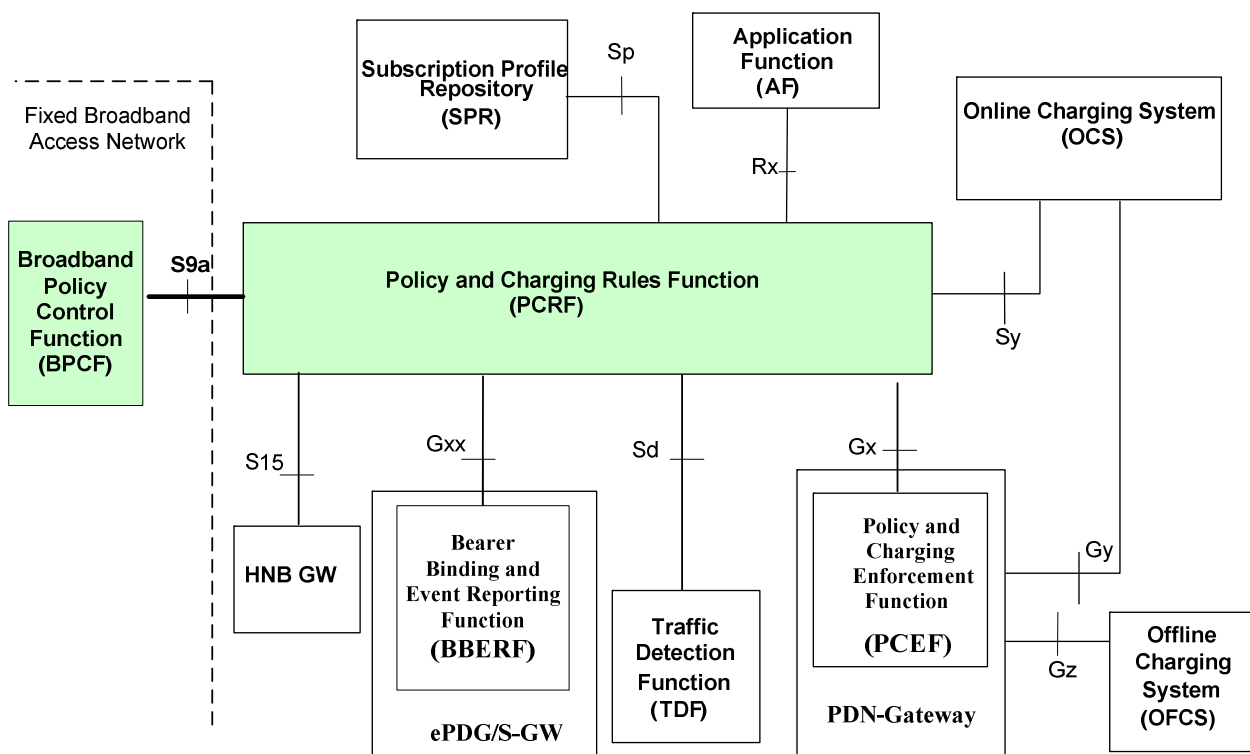 Fixed Broadband
Access Network
Subscription Profile
Repository
(SPR)
Sp
Application
Function
(AF)
Rx
Online Charging System
(OCS)
Broadband
Policy
Control
Function
(BPCF)
S9a
Policy and Charging Rules Function
(PCRF)
Sy
S15
Gxx
Sd
Gx
Gy
Gz
HNB GW
Bearer
Binding and
Event Reporting
Function
(BBERF)
ePDG/S-GW
Traffic
Detection
Function
(TDF)
Policy and
Charging
Enforcement
Function
(PCEF)
PDN-Gateway
Offline
Charging
System
(OFCS)